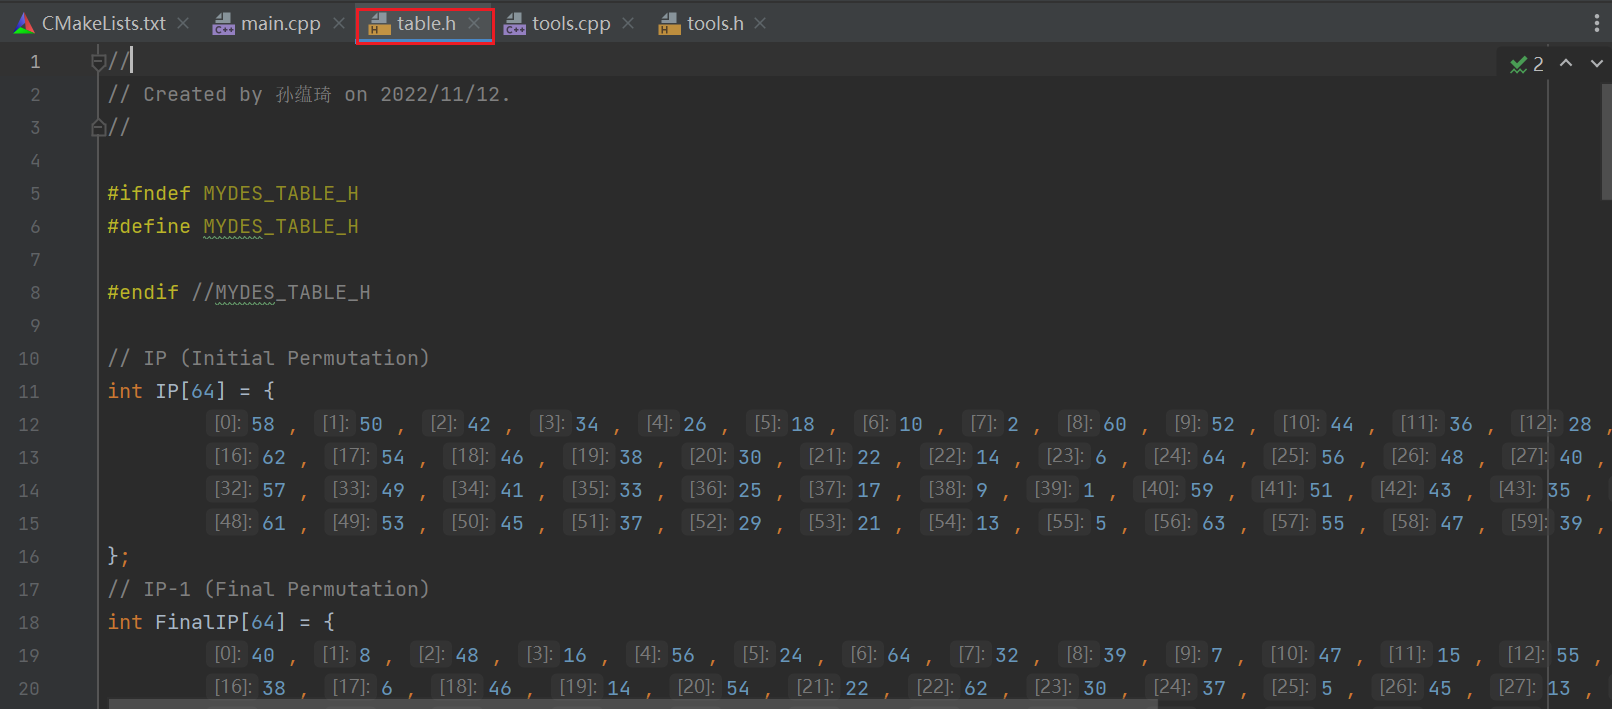 CMakeLists.txt main.cpp table.h tools.cpp tools.h
1 // 2
2 // Created by 孙蕴琦 on 2022/11/12.
3 //
4
5 #ifndef MYDES_TABLE_H
6 #define MYDES_TABLE_H
7
8 #endif //MYDES_TABLE_H
9
10 // IP (Initial Permutation)
11 int IP[64] = {
12 [0]: 58 , [1]: 50 , [2]: 42 , [3]: 34 , [4]: 26 , [5]: 18 , [6]: 10 , [7]: 2 , [8]: 60 , [9]: 52 , [10]: 44 , [11]: 36 , [12]: 28 ,
13 [16]: 62 , [17]: 54 , [18]: 46 , [19]: 38 , [20]: 30 , [21]: 22 , [22]: 14 , [23]: 6 , [24]: 64 , [25]: 56 , [26]: 48 , [27]: 40 ,
14 [32]: 57 , [33]: 49 , [34]: 41 , [35]: 33 , [36]: 25 , [37]: 17 , [38]: 9 , [39]: 1 , [40]: 59 , [41]: 51 , [42]: 43 , [43]: 35 ,
15 [48]: 61 , [49]: 53 , [50]: 45 , [51]: 37 , [52]: 29 , [53]: 21 , [54]: 13 , [55]: 5 , [56]: 63 , [57]: 55 , [58]: 47 , [59]: 39 ,
16 };
17 // IP-1 (Final Permutation)
18 int FinalIP[64] = {
19 [0]: 40 , [1]: 8 , [2]: 48 , [3]: 16 , [4]: 56 , [5]: 24 , [6]: 64 , [7]: 32 , [8]: 39 , [9]: 7 , [10]: 47 , [11]: 15 , [12]: 55 ,
20 [16]: 38 , [17]: 6 , [18]: 46 , [19]: 14 , [20]: 54 , [21]: 22 , [22]: 62 , [23]: 30 , [24]: 37 , [25]: 5 , [26]: 45 , [27]: 13 ,